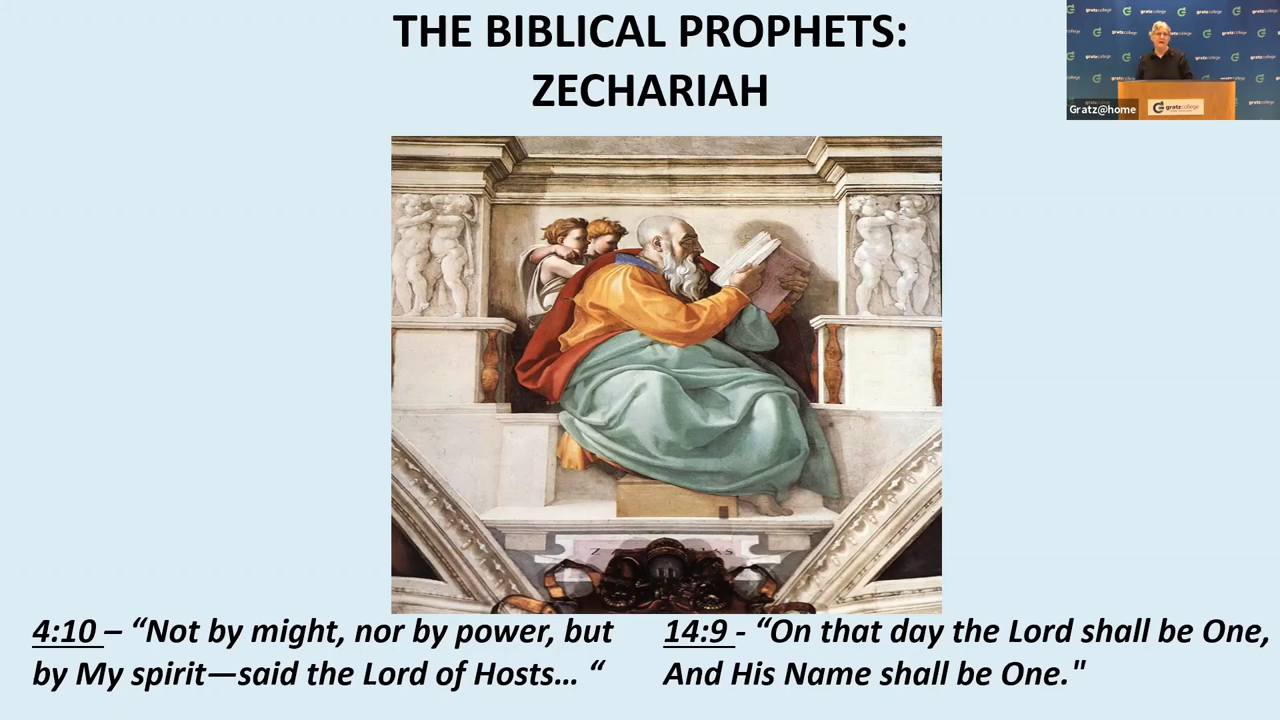 THE BIBLICAL PROPHETS:
ZECHARIAH
Gratz@home
gratzcollege
4:10 – “Not by might, nor by power, but
by My spirit—said the Lord of Hosts… “
14:9 - “On that day the Lord shall be One,
And His Name shall be One."